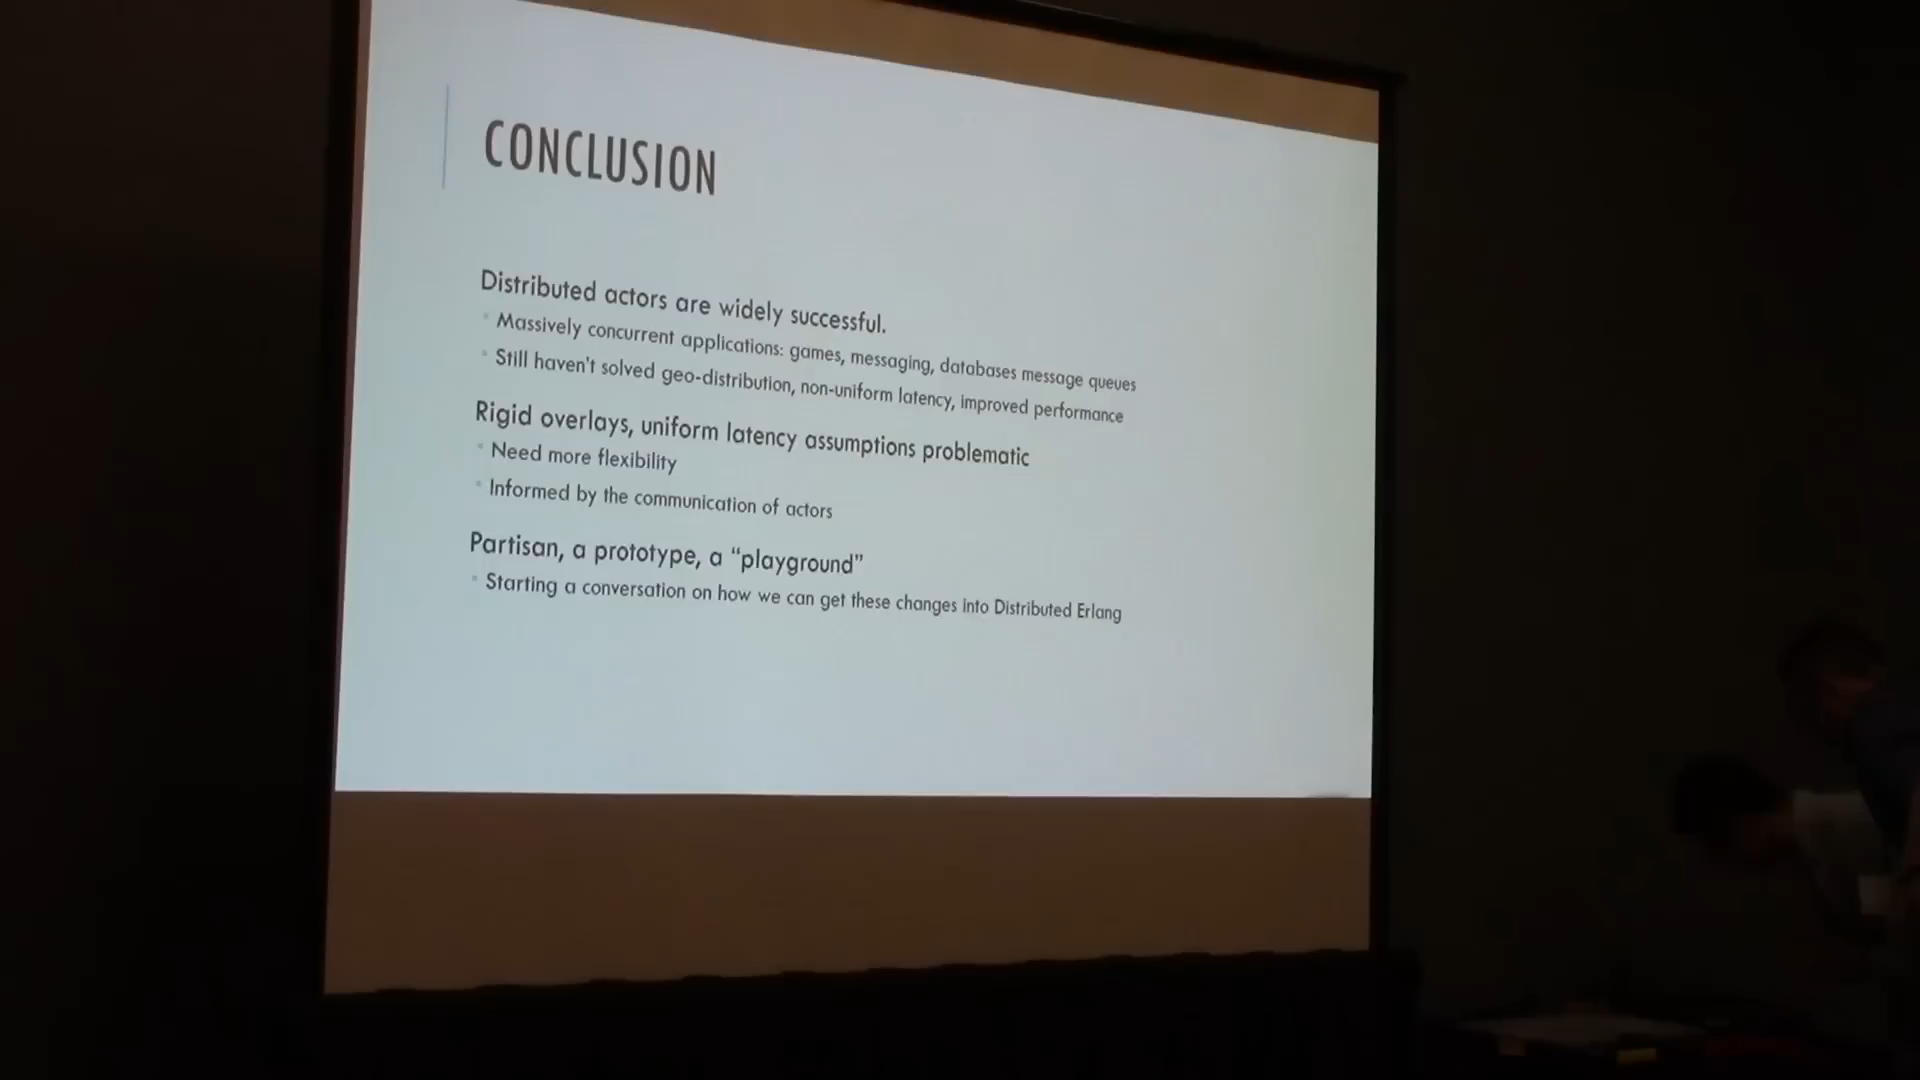 CONCLUSION
Distributed actors are widely successful.
Massively concurrent applications: games, messaging, databases message queues
Still haven't solved geo-distribution, non-uniform latency, improved performance
Rigid overlays, uniform latency assumptions problematic
Need more flexibility
Informed by the communication of actors
Partisan, a prototype, a “playground”
Starting a conversation on how we can get these changes into Distributed Erlang